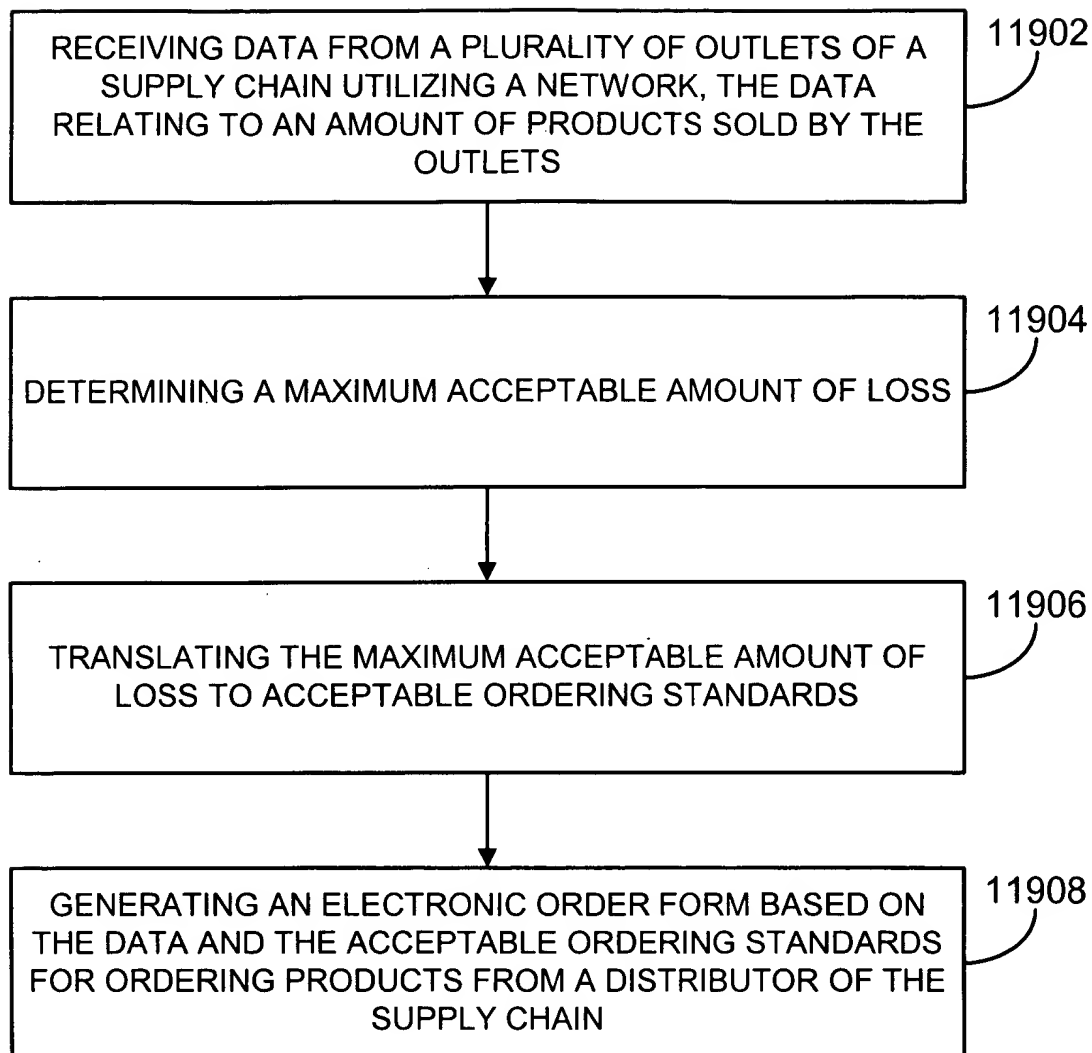 RECEIVING DATA FROM A PLURALITY OF OUTLETS OF A
SUPPLY CHAIN UTILIZING A NETWORK, THE DATA
RELATING TO AN AMOUNT OF PRODUCTS SOLD BY THE
OUTLETS
11902
DETERMINING A MAXIMUM ACCEPTABLE AMOUNT OF LOSS
11904
TRANSLATING THE MAXIMUM ACCEPTABLE AMOUNT OF
LOSS TO ACCEPTABLE ORDERING STANDARDS
11906
GENERATING AN ELECTRONIC ORDER FORM BASED ON
THE DATA AND THE ACCEPTABLE ORDERING STANDARDS
FOR ORDERING PRODUCTS FROM A DISTRIBUTOR OF THE
SUPPLY CHAIN
11908